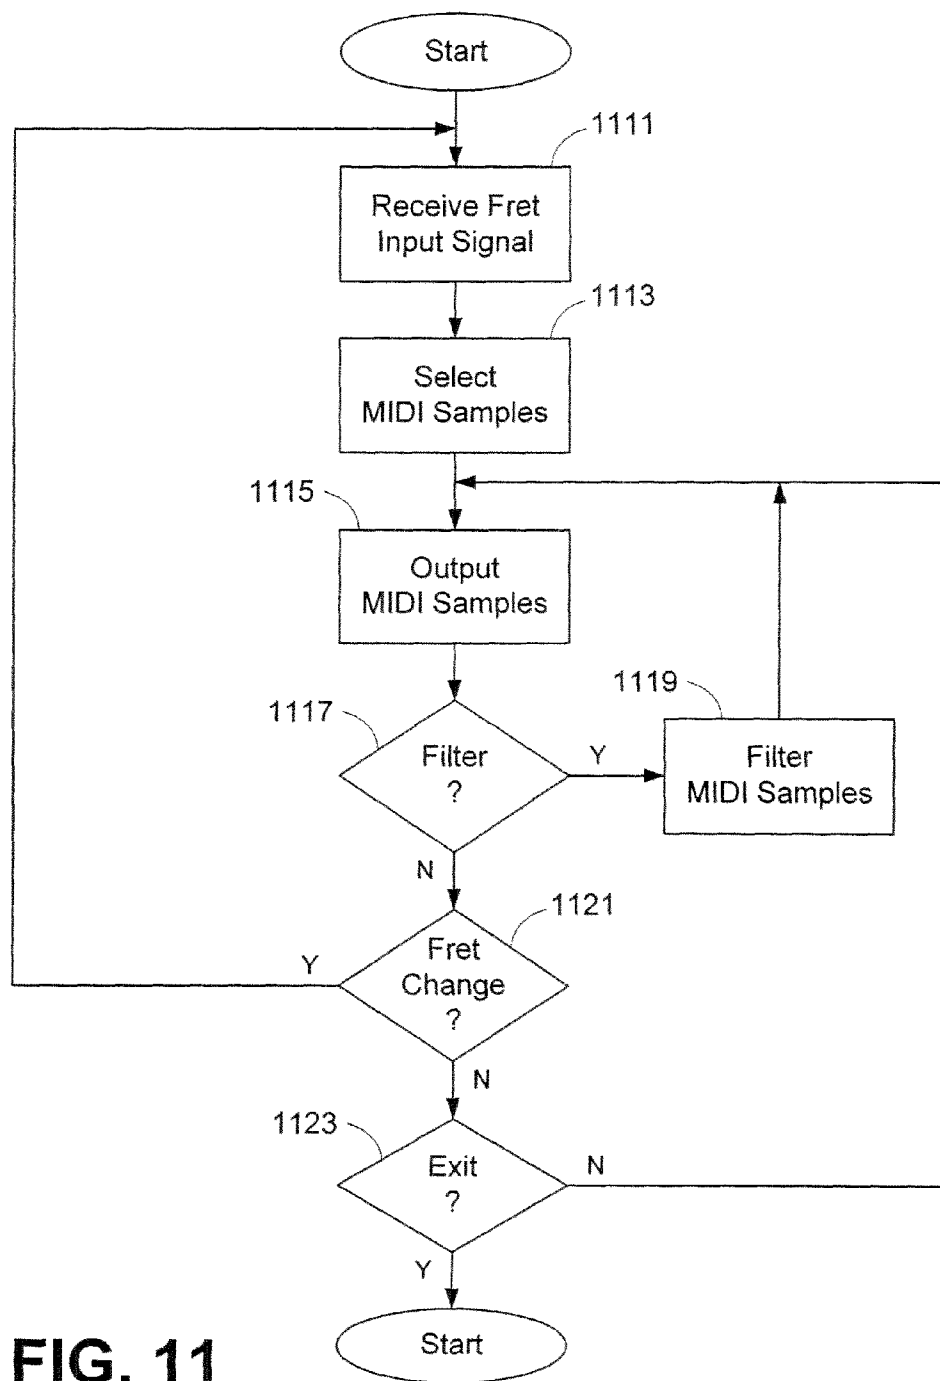 Start
1111
Receive Fret
Input Signal
1113
Select
MIDI Samples
1115
Output
MIDI Samples
1117
Filter
?
Y
1119
Filter
MIDI Samples
N
1121
Fret
Change
?
Y
N
1123
Exit
?
N
Y
Start
FIG. 11